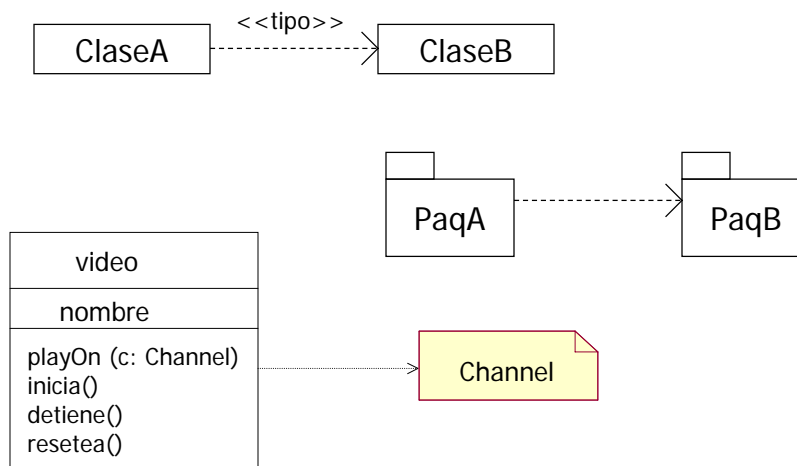 <<tipo>>
ClaseA
ClaseB
PaqA
PaqB
video
nombre
playOn (c: Channel)
inicia()
detiene()
resetea()
Channel